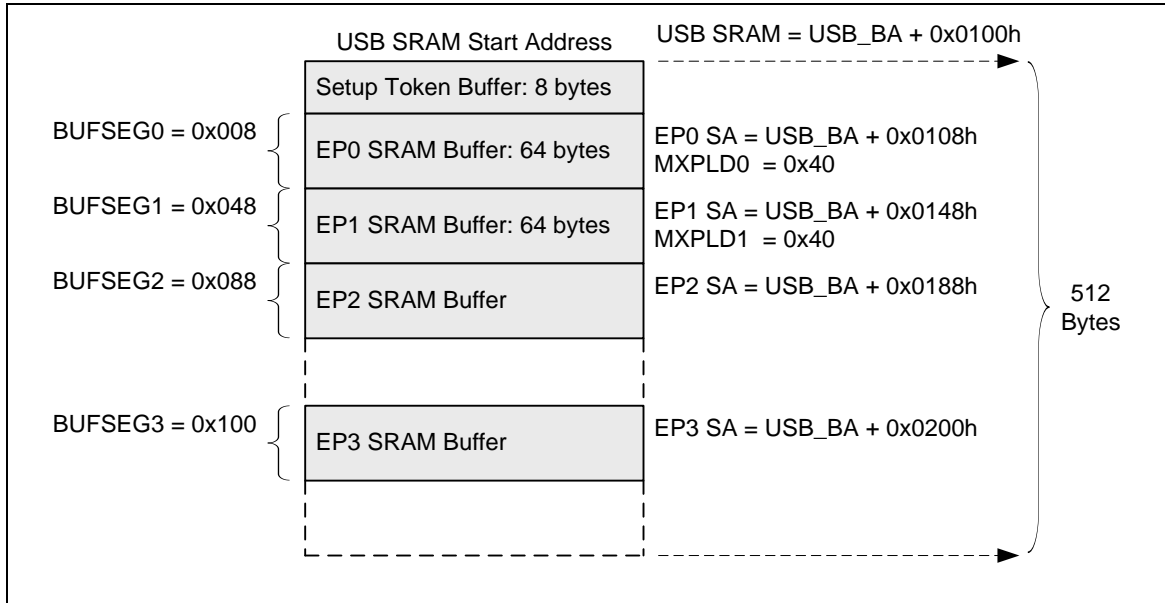 USB SRAM Start Address
USB SRAM = USB_BA + 0x0100h
Setup Token Buffer: 8 bytes
BUFSEG0 = 0x008
EP0 SRAM Buffer: 64 bytes
EP0 SA = USB_BA + 0x0108h
MXPLD0 = 0x40
BUFSEG1 = 0x048
EP1 SRAM Buffer: 64 bytes
EP1 SA = USB_BA + 0x0148h
MXPLD1 = 0x40
BUFSEG2 = 0x088
EP2 SRAM Buffer
EP2 SA = USB_BA + 0x0188h
512
Bytes
BUFSEG3 = 0x100
EP3 SRAM Buffer
EP3 SA = USB_BA + 0x0200h